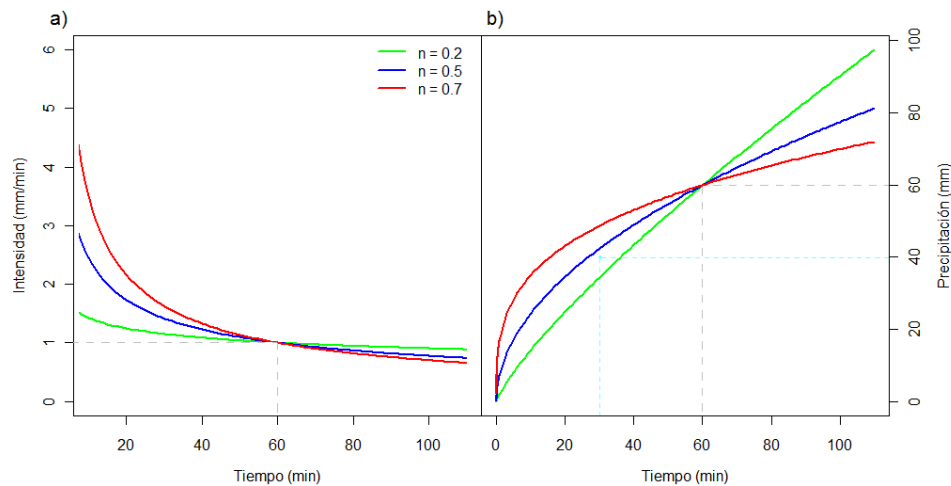 a)
b)
n = 0.2
n = 0.5
n = 0.7
Intensidad (mm/min)
6
5
4
3
2
1
0
20 40 60 80 100
Tiempo (min)
Precipitación (mm)
100
80
60
40
20
0
0 20 40 60 80 100
Tiempo (min)